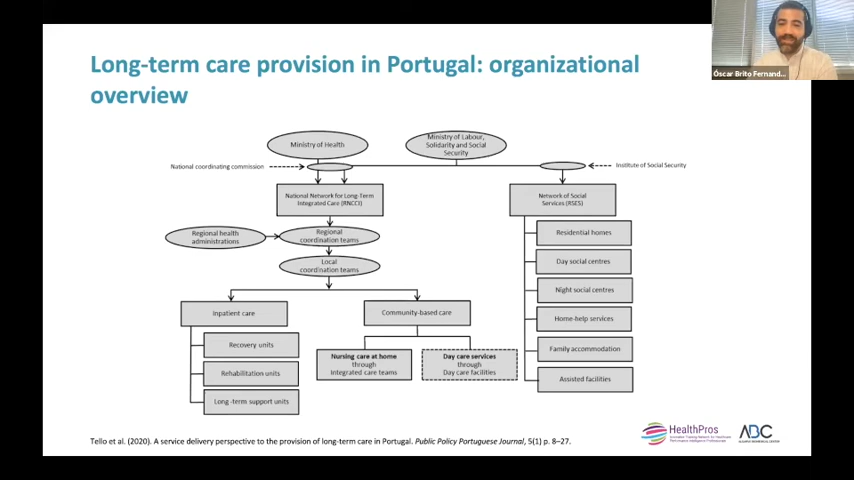 Long-term care provision in Portugal: organizational
overview
Óscar Brito Fernand...
Ministry of Health
Ministry of Labour,
Solidarity and Social
Security
National coordinating commission
Institute of Social Security
National Network for Long-Term
Integrated Care (RNCCI)
Network of Social
Services (RSES)
Regional health
administrations
Regional
coordination teams
Local
coordination teams
Residential homes
Day social centres
Night social centres
Home-help services
Family accommodation
Assisted facilities
Inpatient care
Community-based care
Recovery units
Rehabilitation units
Long -term support units
Nursing care at home
through
Integrated care teams
Day care services
through
Day care facilities
Tello et al. (2020). A service delivery perspective to the provision of long-term care in Portugal. Public Policy Portuguese Journal, 5(1) p. 8–27.
HealthPros
ABC